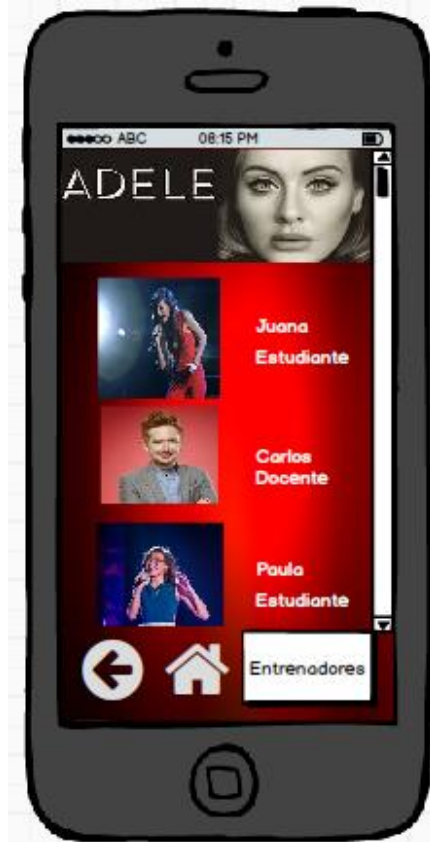 ABC 08:15 PM
ADELE
Juana
Estudiante
Carlos
Docente
Paula
Estudiante
Entrenadores